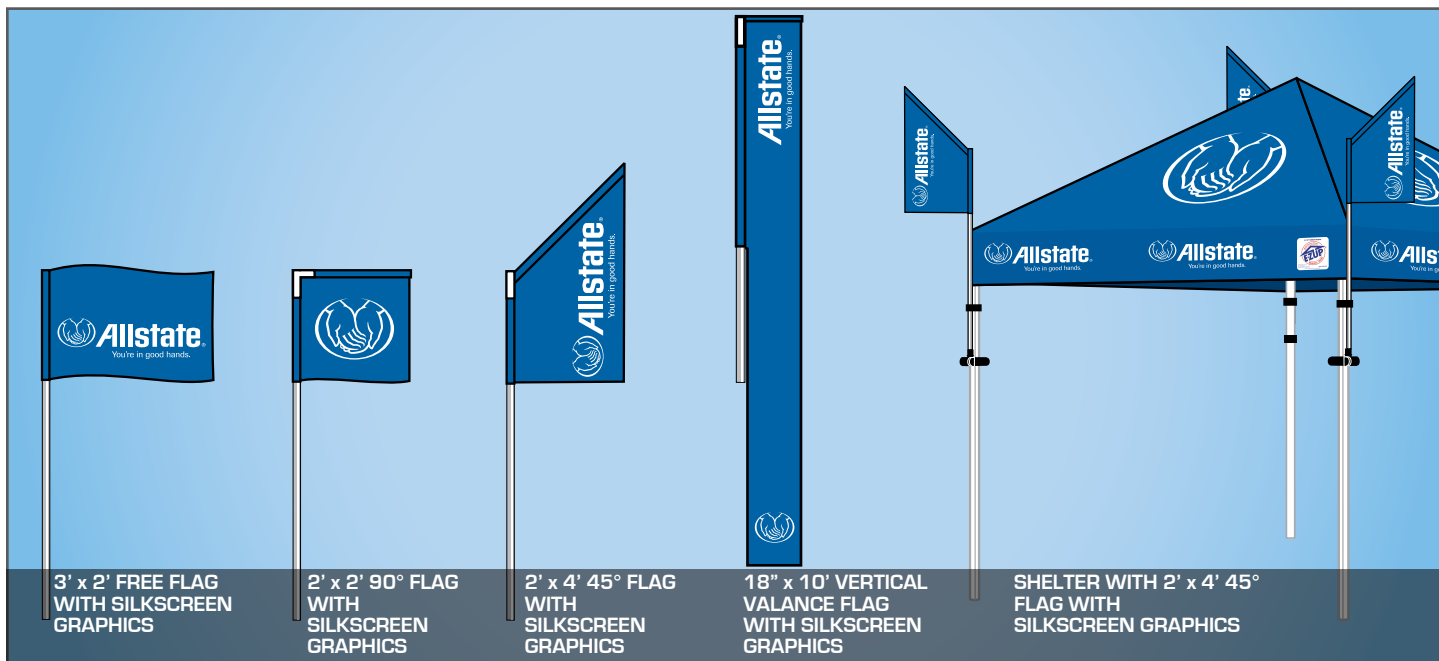 Allstate®
You're in good hands.
Allstate®
You're in good hands.
Allstate®
You're in good hands.
Allstate®
You're in good hands.
Allstate®
You're in good hands.
Allstate®
You're in good hands.
Allstate®
You're in good hands.
E-Z UP
3’ x 2’ FREE FLAG
WITH SILKSCREEN
GRAPHICS
2’ x 2’ 90° FLAG
WITH
SILKSCREEN
GRAPHICS
2’ x 4’ 45° FLAG
WITH
SILKSCREEN
GRAPHICS
18” x 10’ VERTICAL
VALANCE FLAG
WITH SILKSCREEN
GRAPHICS
SHELTER WITH 2’ x 4’ 45°
FLAG WITH
SILKSCREEN GRAPHICS